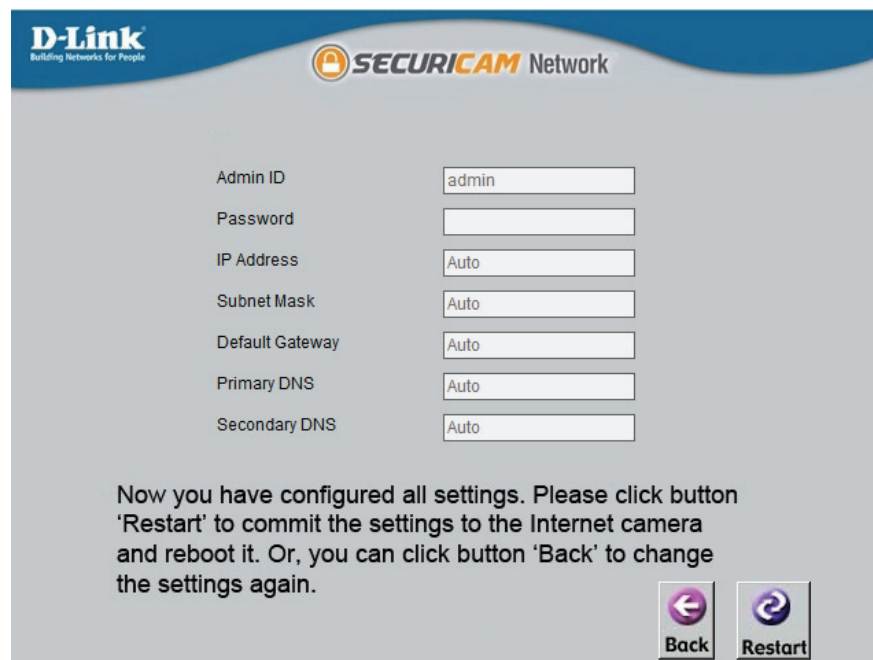 D-Link
Building Networks for People
SECURICAM Network
Admin ID admin
Password
IP Address Auto
Subnet Mask Auto
Default Gateway Auto
Primary DNS Auto
Secondary DNS Auto
Now you have configured all settings. Please click button
‘Restart’ to commit the settings to the Internet camera
and reboot it. Or, you can click button ‘Back’ to change
the settings again.
Back Restart